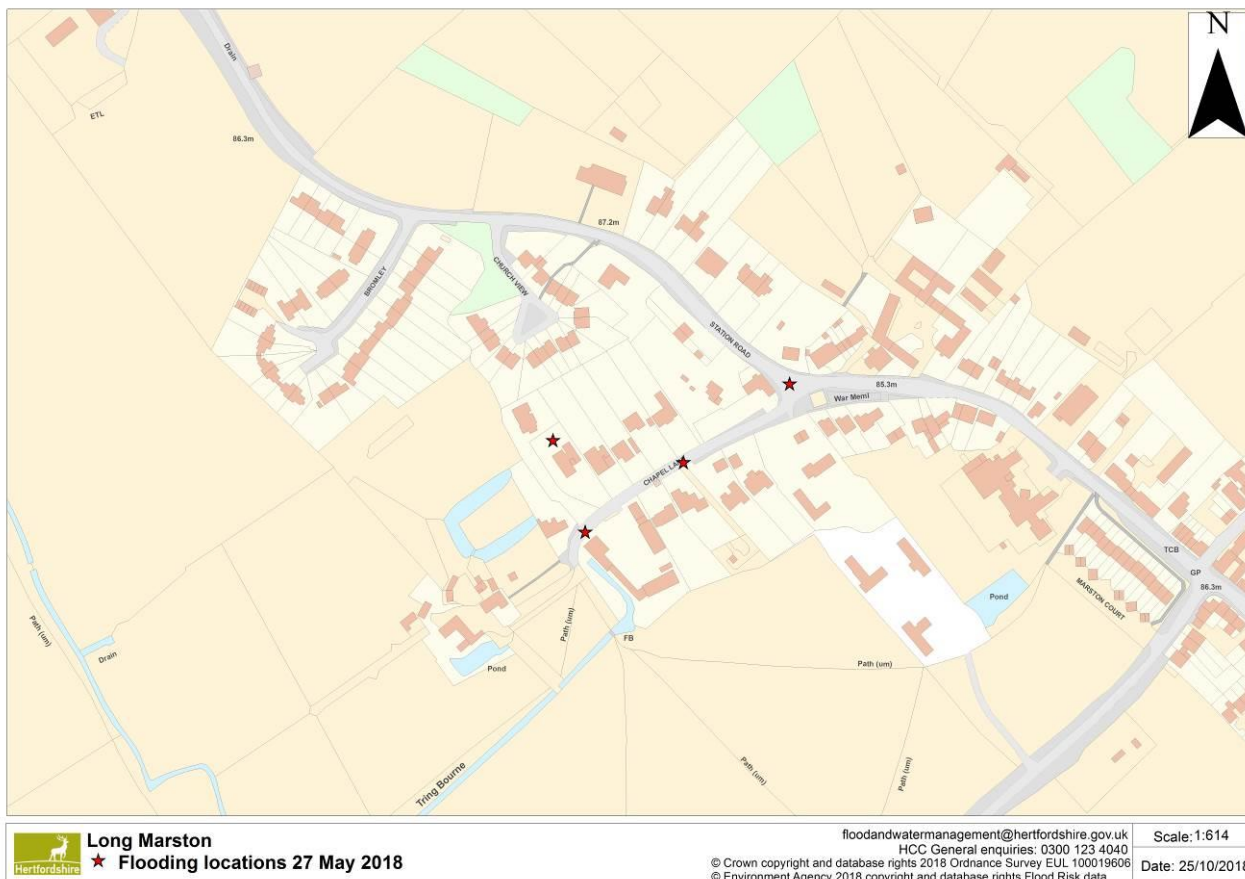 N
Drain
ETL
86.3m
87.2m
BROMLEY
CHURCH VIEW
STATION ROAD
85.3m
War Meml
CHAPEL LA
TCB
GP
86.3m
MARSTON COURT
Pond
Path (um)
FB
Path (um)
Pond
Drain
Path (um)
Tring Bourne
Path (um)
Path (um)
Hertfordshire
Long Marston
Flooding locations 27 May 2018
floodandwatermanagement@hertfordshire.gov.uk
HCC General enquiries: 0300 123 4040
© Crown copyright and database rights 2018 Ordnance Survey EUL 100019606
© Environment Agency 2018 copyright and database rights Flood Risk data
Scale: 1:614
Date: 25/10/2018